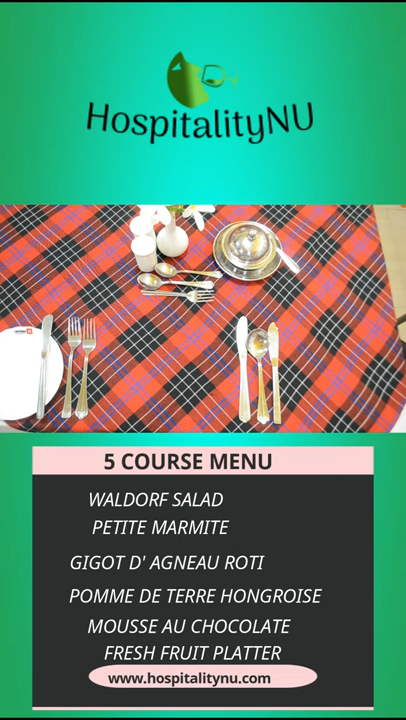 HospitalityNU
5 COURSE MENU
WALDORF SALAD
PETITE MARMITE
GIGOT D' AGNEAU ROTI
POMME DE TERRE HONGROISE
MOUSSE AU CHOCOLATE
FRESH FRUIT PLATTER
www.hospitalitynu.com